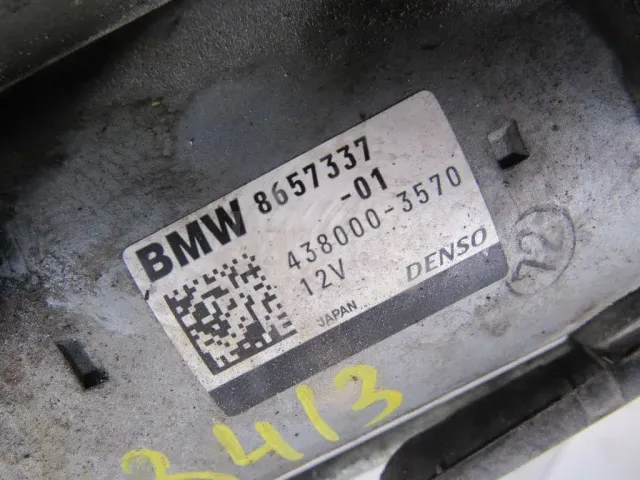 BMW 8657337
-01
438000-3570
12V
JAPAN DENSO
3413